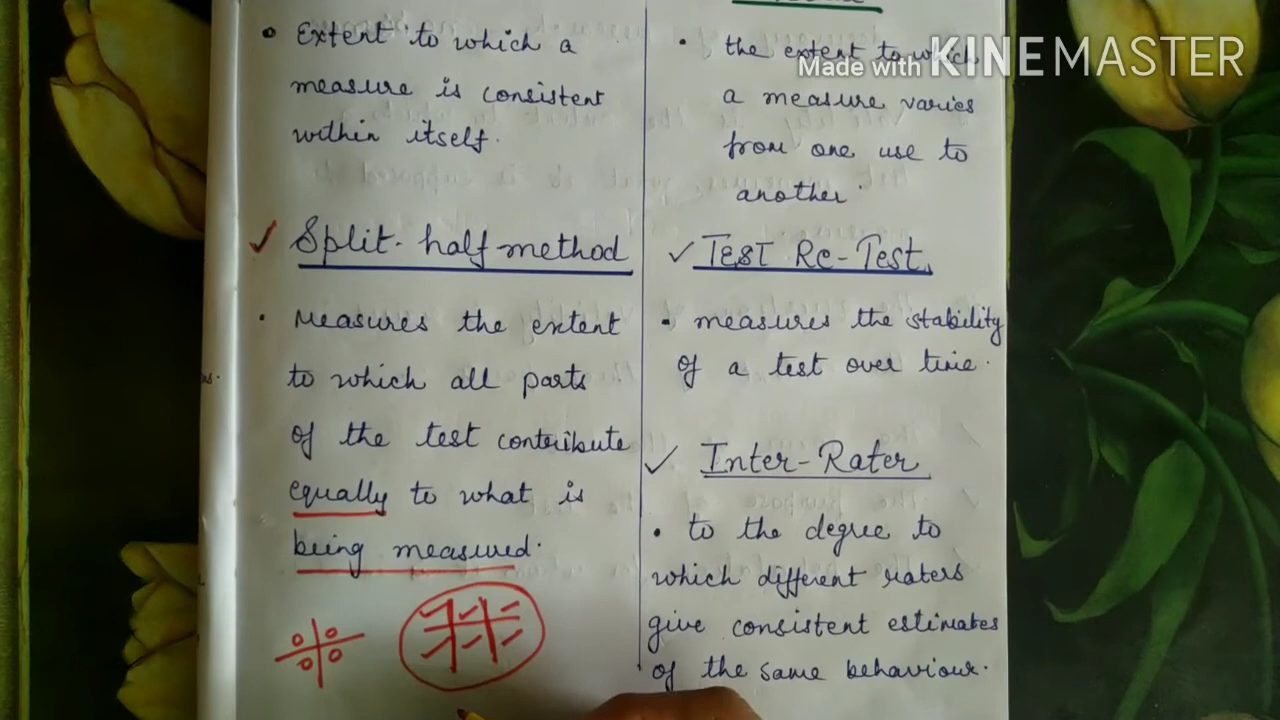 • Extent to which a
measure is consistent
within itself.
✓ Split-half method
• Measures the extent
to which all parts
of the test contribute
equally to what is
being measured.
• the extent to which
a measure varies
from one use to
another.
✓ TEST Re-Test.
• measures the stability
of a test over time.
✓ Inter-Rater
• to the degree to
which different raters
give consistent estimates
of the same behaviour.
Made with KINEMASTER